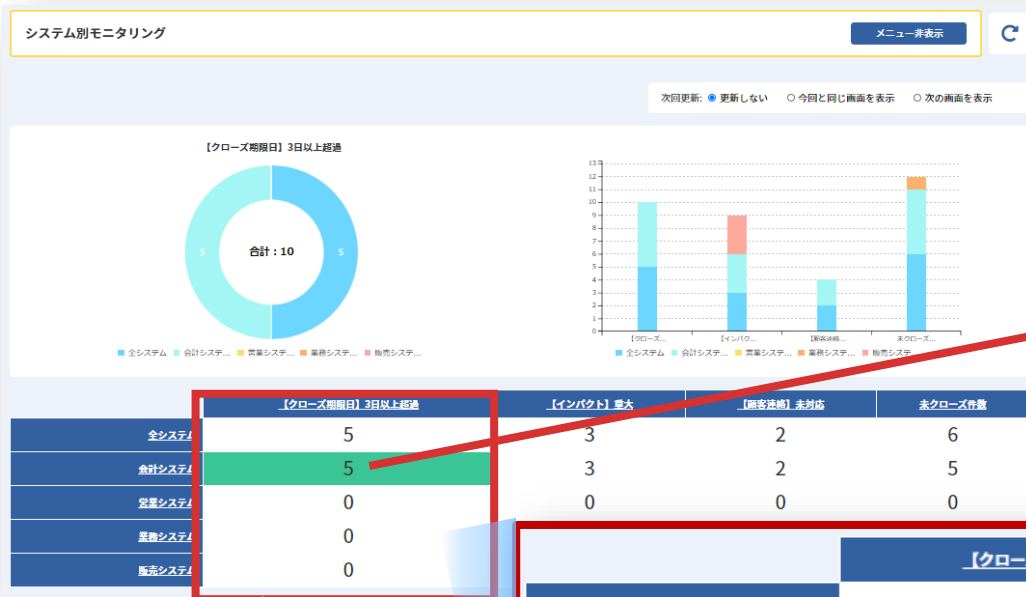 システム別モニタリング
メニュー非表示
次回更新: 更新しない 今回と同じ画面を表示 次の画面を表示
【クローズ期限日】3日以上超過
合計：10
5
5
全システム 会計システ... 営業システ... 業務システ... 販売システ...
13
12
11
10
9
8
7
6
5
4
3
2
1
0
【クローズ... 【インパク... 【顧客連絡... 未クローズ...
全システム 会計システ... 営業システ... 業務システ... 販売システ
【クローズ期限日】3日以上超過 【インパクト】重大 【顧客連絡】未対応 未クローズ件数
全システム 5 3 2 6
会計システム 5 3 2 5
営業システム 0 0 0 0
業務システム 0
販売システム 0
【クロー